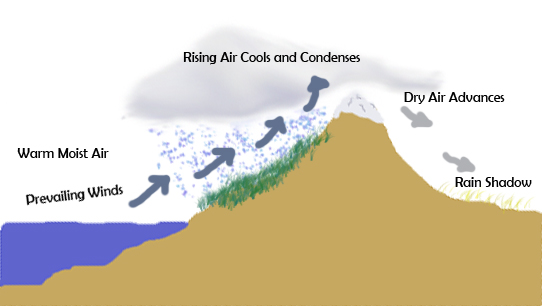 Rising Air Cools and Condenses
Dry Air Advances
Warm Moist Air
Rain Shadow
Prevailing Winds